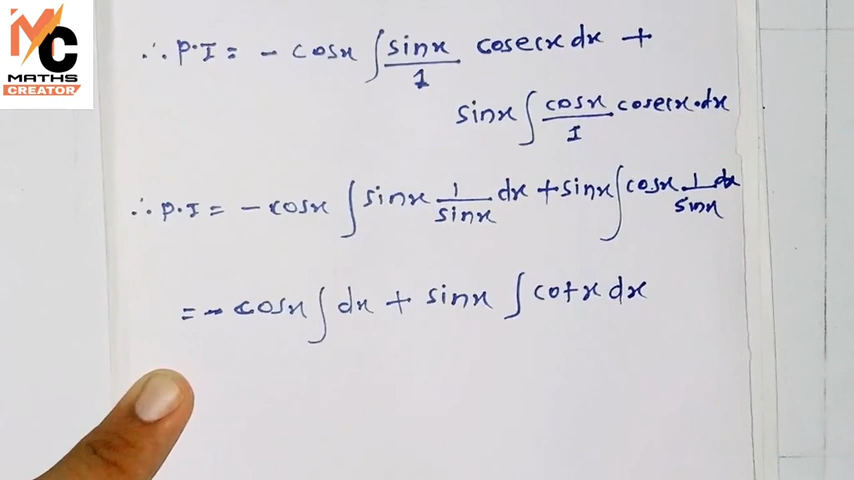 MC
MATHS
CREATOR
∴ P.I = - cosx ∫ sinx/1 cosecx dx +
sinx ∫ cosx/1 cosecx.dx
∴ P.I = - cosx ∫ sinx 1/sinx dx + sinx ∫ cosx 1/sinx dx
= - cosx ∫ dx + sinx ∫ cotx dx